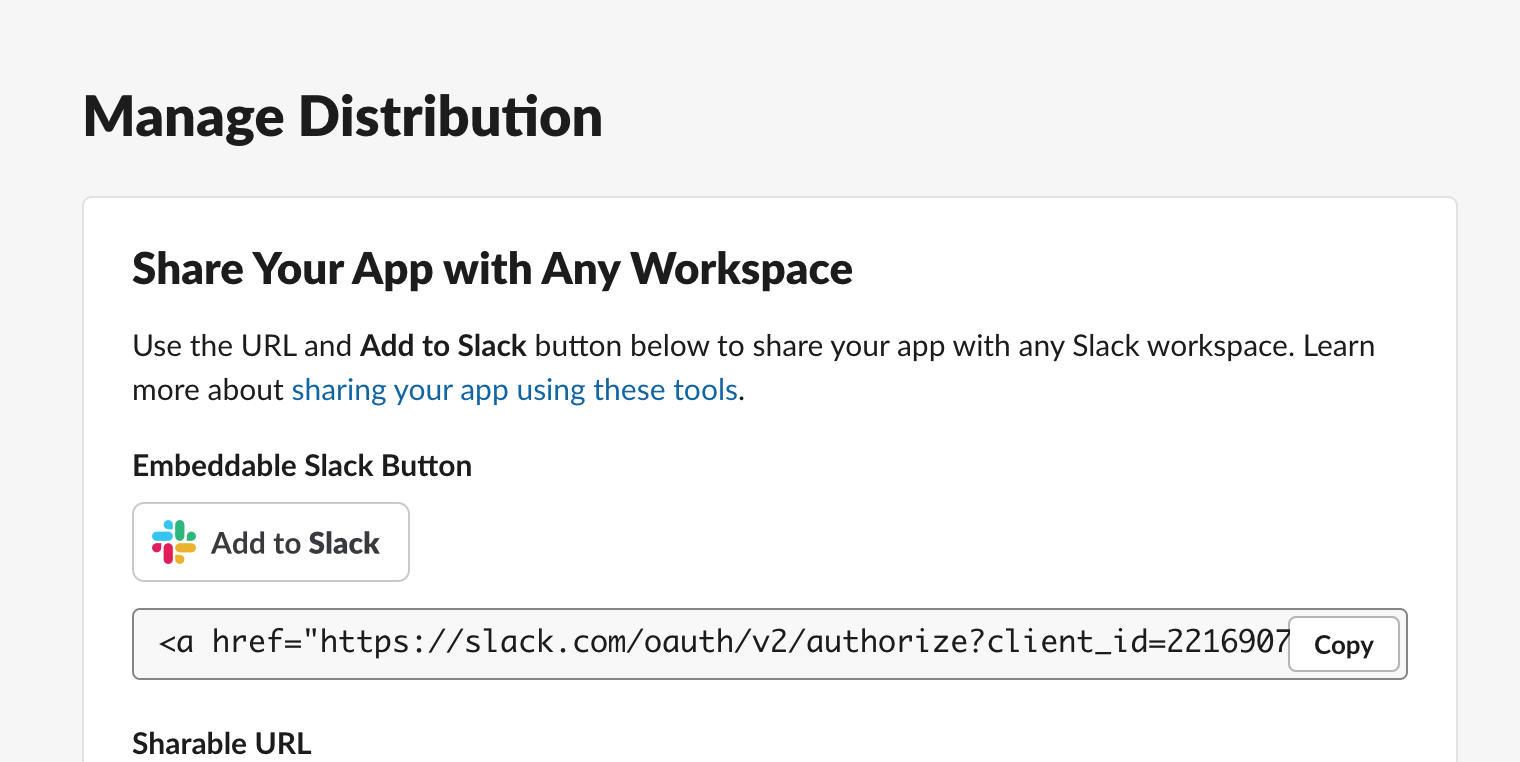 Manage Distribution
Share Your App with Any Workspace
Use the URL and Add to Slack button below to share your app with any Slack workspace. Learn
more about sharing your app using these tools.
Embeddable Slack Button
Add to Slack
<a href="https://slack.com/oauth/v2/authorize?client_id=2216907 Copy
Sharable URL